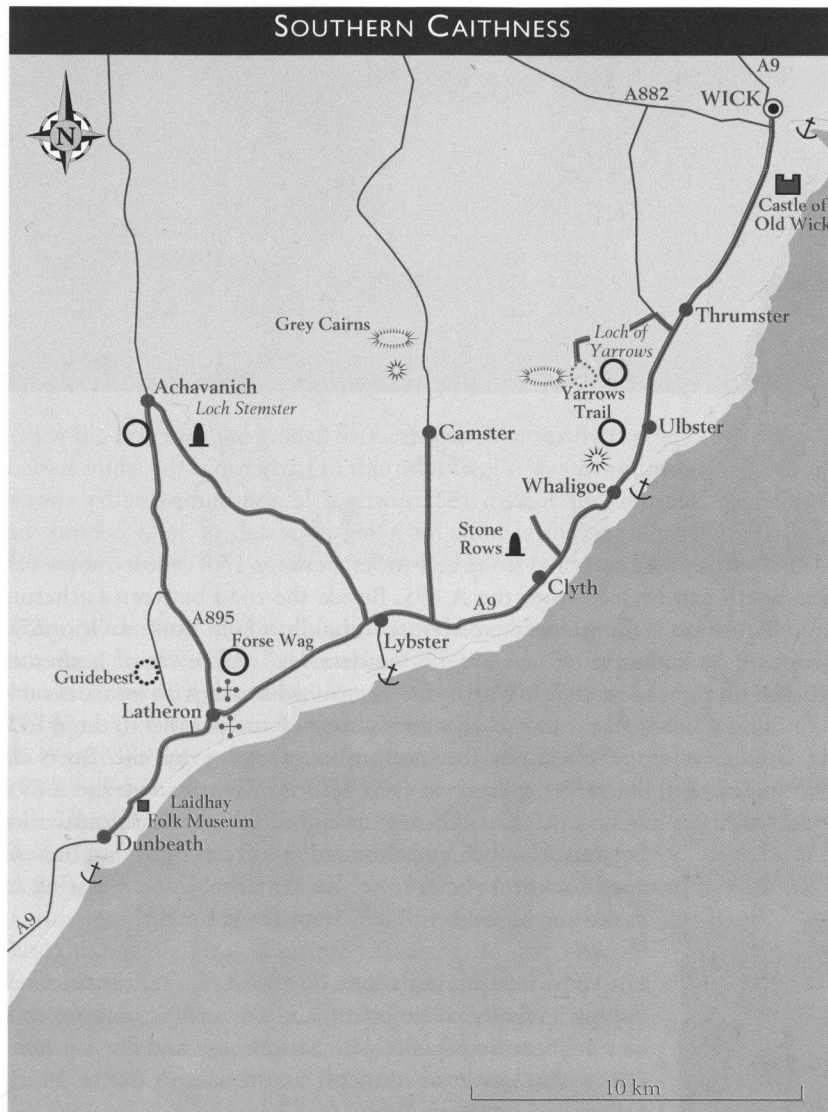 SOUTHERN CAITHNESS
A9
A882
WICK
N
Castle of
Old Wick
Thrumster
Grey Cairns
Loch of
Yarrows
Achavanich
Loch Stemster
Yarrows
Trail
Camster
Ulbster
Whaligoe
Stone
Rows
Clyth
A9
A895
Forse Wag
Lybster
Guidebest
Latheron
Laidhay
Folk Museum
Dunbeath
A9
10 km